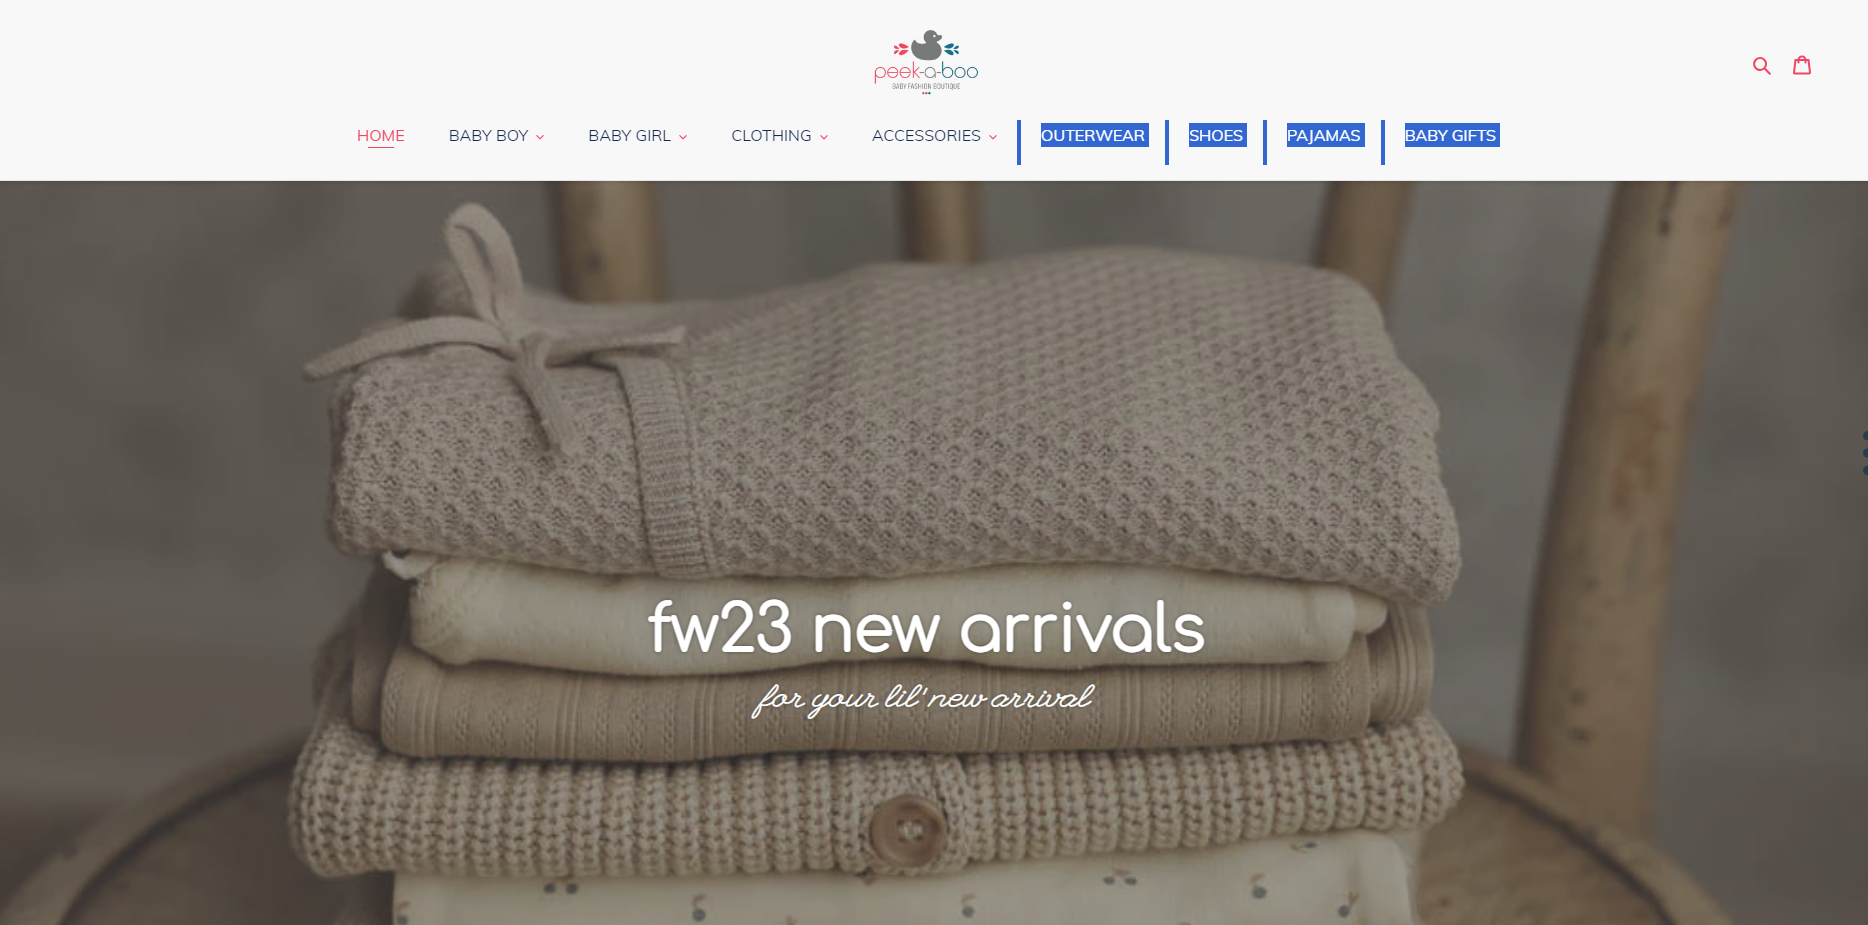 peek-a-boo
BABY FASHION BOUTIQUE
HOME BABY BOY BABY GIRL CLOTHING ACCESSORIES OUTERWEAR SHOES PAJAMAS BABY GIFTS
fw23 new arrivals
for your lil' new arrival